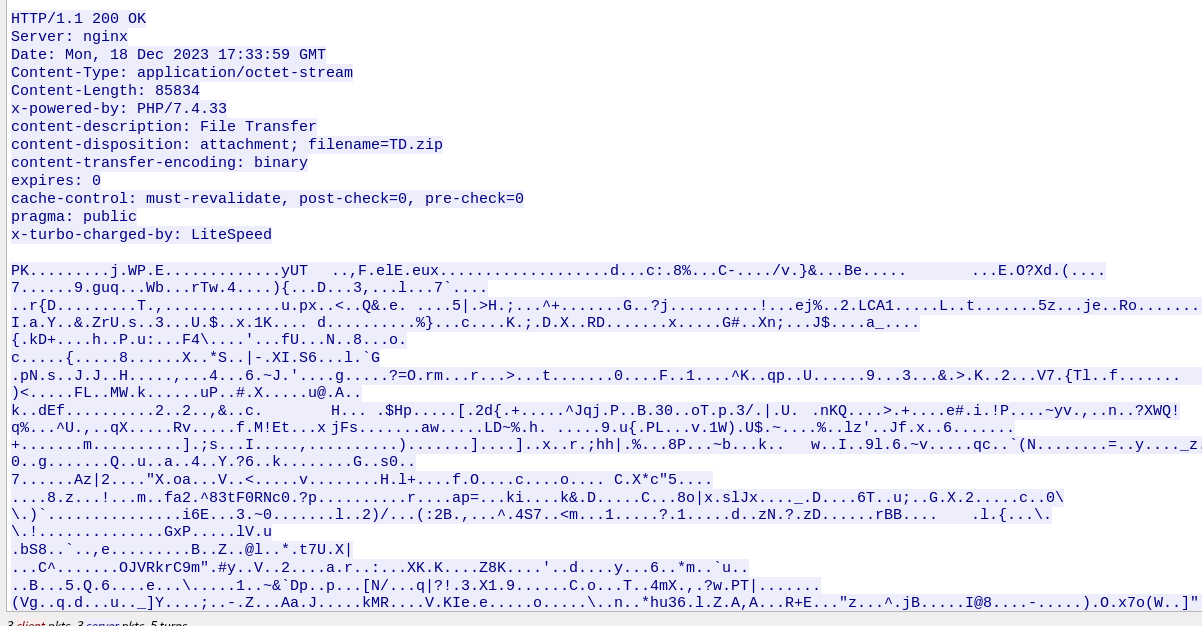 HTTP/1.1 200 OK
Server: nginx
Date: Mon, 18 Dec 2023 17:33:59 GMT
Content-Type: application/octet-stream
Content-Length: 85834
x-powered-by: PHP/7.4.33
content-description: File Transfer
content-disposition: attachment; filename=TD.zip
content-transfer-encoding: binary
expires: 0
cache-control: must-revalidate, post-check=0, pre-check=0
pragma: public
x-turbo-charged-by: LiteSpeed
PK.........j.WP.E.............yUT	..,F.elE.eux...................d...c:.8%...C-..../v.}&...Be.....	...E.O?Xd.(....
7......9.guq...Wb...rTw.4....){...D...3,...l...7`....
..r{D.........T.,.............u.px..<..Q&.e. ....5|.>H.;...^+.......G..?j..........!...ej%..2.LCA1.....L..t.......5z...je..Ro.......
I.a.Y..&.ZrU.s..3...U.$..x.1K.... d..........%}...c....K.;.D.X..RD.......x.....G#..Xn;...J$....a_....
{.kD+....h..P.u:...F4\....'...fU...N..8...o.
c.....{.....8......X..*S..|-.XI.S6...l.`G
.pN.s..J.J..H.....,...4...6.~J.'....g.....?=O.rm...r...>...t.......0....F..1....^K..qp..U......9...3...&.>.K..2...V7.{Tl..f.......
)<.....FL..MW.k......uP..#.X.....u@.A..
k..dEf..........2..2..,&..c.	H... .$Hp.....[.2d{.+.....^Jqj.P..B.30..oT.p.3/.|.U. .nKQ....>.+....e#.i.!P....~yv.,..n..?XWQ!
q%...^U.,..qX.....Rv.....f.M!Et...x	jFs.......aw.....LD~%.h. .....9.u{.PL...v.1W).U$.~....%..lz'..Jf.x..6.......
+.......m..........].;s...I.....,..........).......]....]..x..r.;hh|.%...8P...~b...k..	w..I..9l.6.~v.....qc..`(N........=..y...._z.
0..g.......Q..u..a..4..Y.?6..k........G..s0..
7......Az|2...."X.oa...V..<.....v........H.l+....f.O....c....o.... C.X*c"5....
....8.z...!...m..fa2.^83tF0RNc0.?p..........r....ap=...ki....k&.D.....C...8o|x.slJx...._.D....6T..u;..G.X.2.....c..0\
\.)`...............i6E...3.~0.......l..2)/...(:2B.,...^.4S7..<m...1.....?.1.....d..zN.?.zD......rBB....	.l.{...\.
\.!..............GxP.....lV.u
.bS8..`..,e.........B..Z..@l..*.t7U.X|
...C^.......OJVRkrC9m".#y..V..2....a.r..:...XK.K....Z8K....'..d....y...6..*m..`u..
..B...5.Q.6....e...\.....1..~&`Dp..p...[N/...q|?!.3.X1.9......C.o...T..4mX.,.?w.PT|.......
(Vg..q.d...u.._]Y....;..-.Z...Aa.J.....kMR....V.KIe.e.....o.....\..n..*hu36.l.Z.A,A...R+E..."z...^.jB.....I@8....-.....).O.x7o(W..]"
3 client pkts, 3 server pkts, 5 turns.